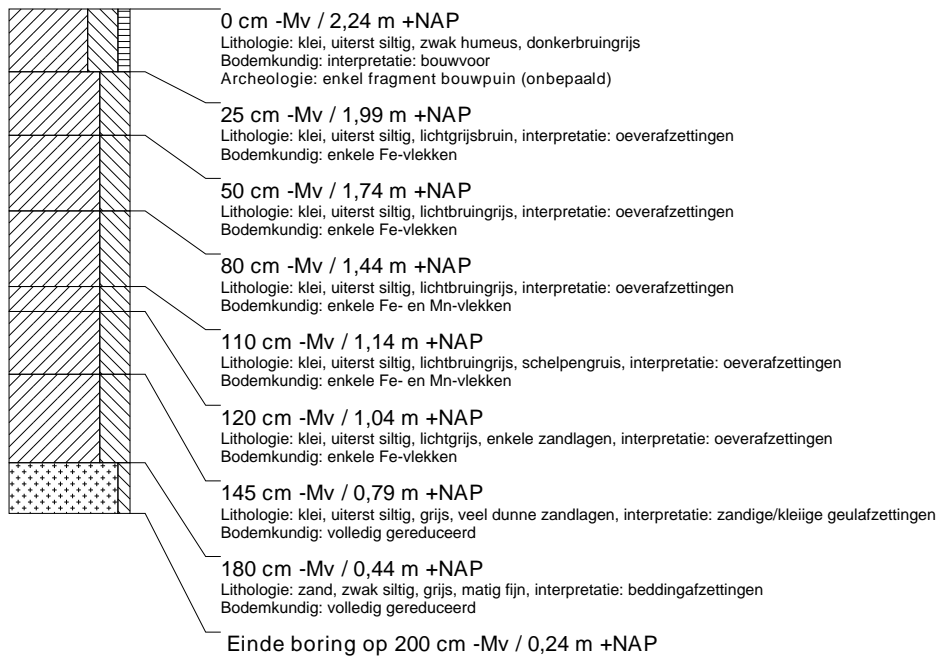 0 cm -Mv / 2,24 m +NAP
Lithologie: klei, uiterst siltig, zwak humeus, donkerbruingrijs
Bodemkundig: interpretatie: bouwvoor
Archeologie: enkel fragment bouwpuin (onbepaald)
25 cm -Mv / 1,99 m +NAP
Lithologie: klei, uiterst siltig, lichtgrijsbruin, interpretatie: oeverafzettingen
Bodemkundig: enkele Fe-vlekken
50 cm -Mv / 1,74 m +NAP
Lithologie: klei, uiterst siltig, lichtbruingrijs, interpretatie: oeverafzettingen
Bodemkundig: enkele Fe-vlekken
80 cm -Mv / 1,44 m +NAP
Lithologie: klei, uiterst siltig, lichtbruingrijs, interpretatie: oeverafzettingen
Bodemkundig: enkele Fe- en Mn-vlekken
110 cm -Mv / 1,14 m +NAP
Lithologie: klei, uiterst siltig, lichtbruingrijs, schelpengruis, interpretatie: oeverafzettingen
Bodemkundig: enkele Fe- en Mn-vlekken
120 cm -Mv / 1,04 m +NAP
Lithologie: klei, uiterst siltig, lichtgrijs, enkele zandlagen, interpretatie: oeverafzettingen
Bodemkundig: enkele Fe-vlekken
145 cm -Mv / 0,79 m +NAP
Lithologie: klei, uiterst siltig, grijs, veel dunne zandlagen, interpretatie: zandige/kleiige geulafzettingen
Bodemkundig: volledig gereduceerd
180 cm -Mv / 0,44 m +NAP
Lithologie: zand, zwak siltig, grijs, matig fijn, interpretatie: beddingafzettingen
Bodemkundig: volledig gereduceerd
Einde boring op 200 cm -Mv / 0,24 m +NAP